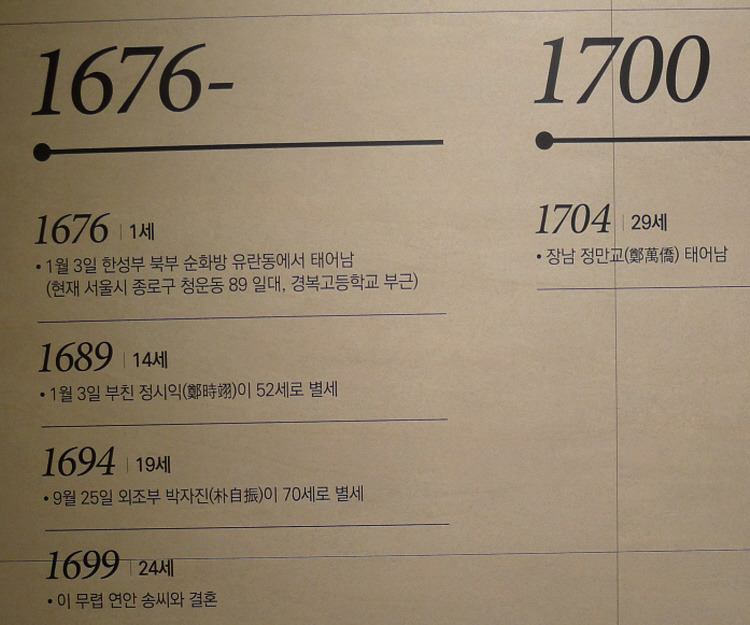 1676-
1676 | 1세
• 1월 3일 한성부 북부 순화방 유란동에서 태어남
(현재 서울시 종로구 청운동 89 일대, 경복고등학교 부근)
1689 | 14세
• 1월 3일 부친 정시익(鄭時翊)이 52세로 별세
1694 | 19세
• 9월 25일 외조부 박자진(朴自振)이 70세로 별세
1699 | 24세
• 이 무렵 연안 송씨와 결혼
1700
1704 | 29세
• 장남 정만교(鄭萬僑) 태어남